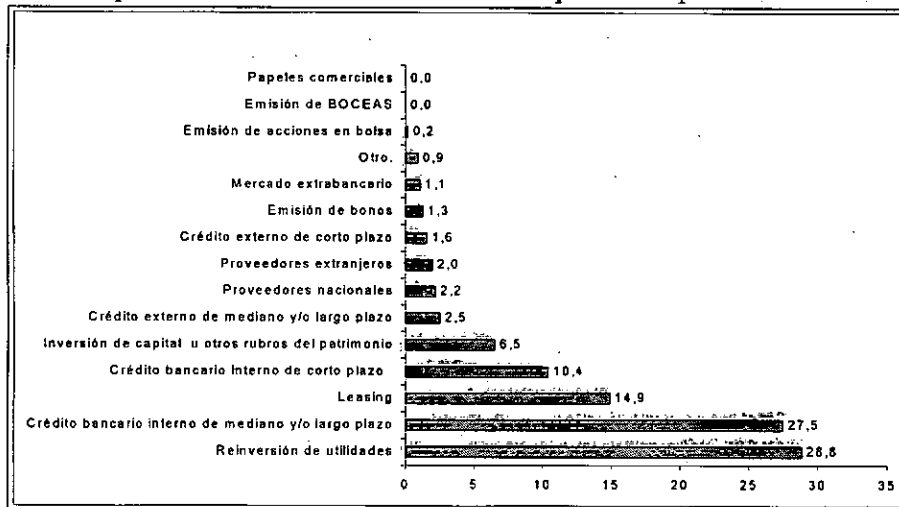 Papeles comerciales 0,0
Emisión de BOCEAS 0,0
Emisión de acciones en bolsa 0,2
Otro. 0,9
Mercado extrabancario 1,1
Emisión de bonos 1,3
Crédito externo de corto plazo 1,6
Proveedores extranjeros 2,0
Proveedores nacionales 2,2
Crédito externo de mediano y/o largo plazo 2,5
Inversión de capital u otros rubros del patrimonio 6,5
Crédito bancario interno de corto plazo 10,4
Leasing 14,9
Crédito bancario interno de mediano y/o largo plazo 27,5
Reinversión de utilidades 28,8
0 5 10 15 20 25 30 35